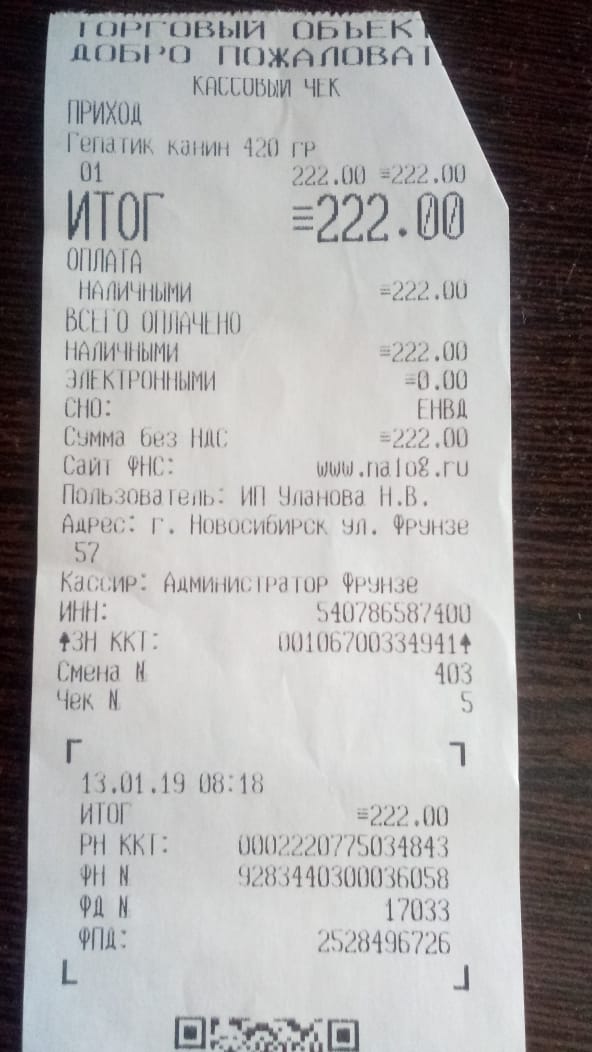 ТОРГОВЫЙ ОБЪЕКТ
ДОБРО ПОЖАЛОВАТ
КАССОВЫЙ ЧЕК
ПРИХОД
Гепатик канин 420 гр
01 222.00 =222.00
ИТОГ =222.00
ОПЛАТА
НАЛИЧНЫМИ =222.00
ВСЕГО ОПЛАЧЕНО
НАЛИЧНЫМИ =222.00
ЭЛЕКТРОННЫМИ =0.00
СНО: ЕНВД
Сумма без НДС =222.00
Сайт ФНС: www.nalog.ru
Пользователь: ИП Уланова Н.В.
Адрес: г. Новосибирск ул. Фрунзе
57
Кассир: Администратор Фрунзе
ИНН: 540786587400
↑ЗН ККТ: 00106700334941↑
Смена N 403
Чек N 5
13.01.19 08:18
ИТОГ =222.00
РН ККТ: 0002220775034843
ФН N 9283440300036058
ФД N 17033
ФПД: 2528496726